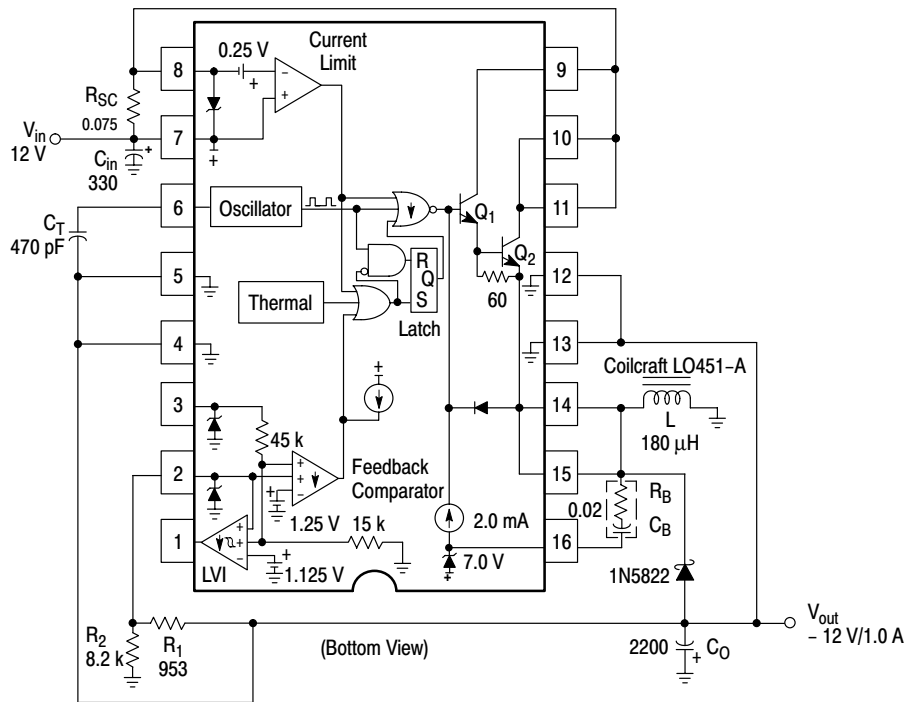 8
0.25 V
+
Current
Limit
−
+
9
RSC
0.075
Vin
12 V
7
+
Cin
330
+
10
6
Oscillator
Q1
11
CT
470 pF
Q2
R
Q
S
Latch
60
12
5
Thermal
4
13
Coilcraft LO451−A
+
3
45 k
14
L
180 µH
2
+
+
−
+
Feedback
Comparator
1.25 V
15
RB
0.02
CB
2.0 mA
1
+
−
15 k
+
1.125 V
LVI
7.0 V
+
16
1N5822
R2
8.2 k
R1
953
(Bottom View)
Vout
− 12 V/1.0 A
2200
CO
+